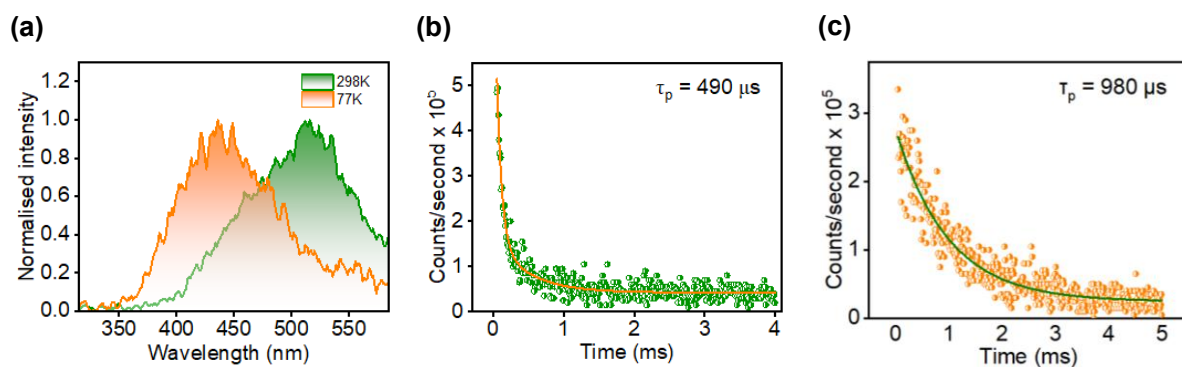 (a)
(b)
(c)
298K
77K
1.2
1.0
0.8
0.6
0.4
0.2
0.0
Normalised intensity
350 400 450 500 550
Wavelength (nm)
τp = 490 μs
5
4
3
2
1
0
Counts/second x 10⁵
0 1 2 3 4
Time (ms)
τp = 980 μs
3
2
1
0
Counts/second x 10⁵
0 1 2 3 4 5
Time (ms)